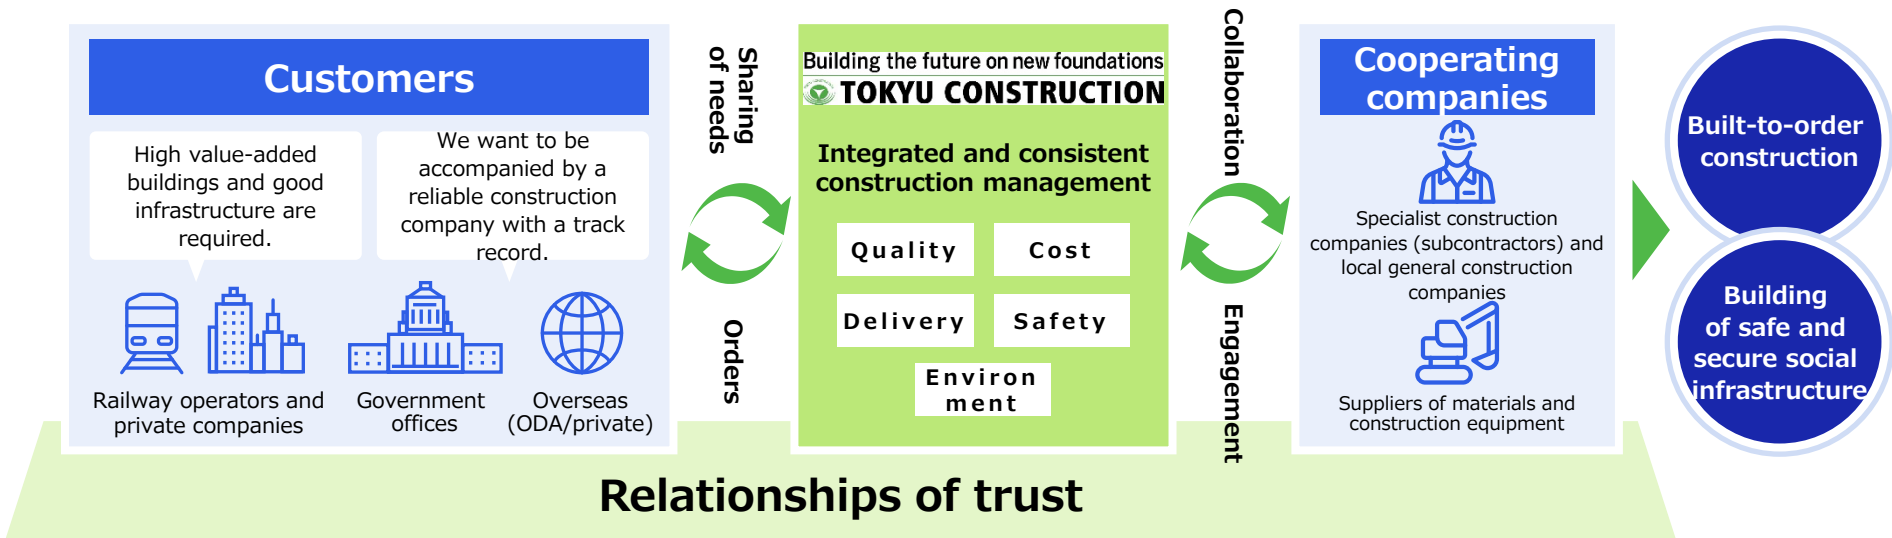 Customers
High value-added
buildings and good
infrastructure are
required.
We want to be
accompanied by a
reliable construction
company with a track
record.
Railway operators and
private companies
Government
offices
Overseas
(ODA/private)
Sharing
of needs
Orders
Building the future on new foundations
TOKYU CONSTRUCTION
Integrated and consistent
construction management
Quality
Cost
Delivery
Safety
Environ
ment
Collaboration
Engagement
Cooperating
companies
Specialist construction
companies (subcontractors) and
local general construction
companies
Suppliers of materials and
construction equipment
Built-to-order
construction
Building
of safe and
secure social
infrastructure
Relationships of trust